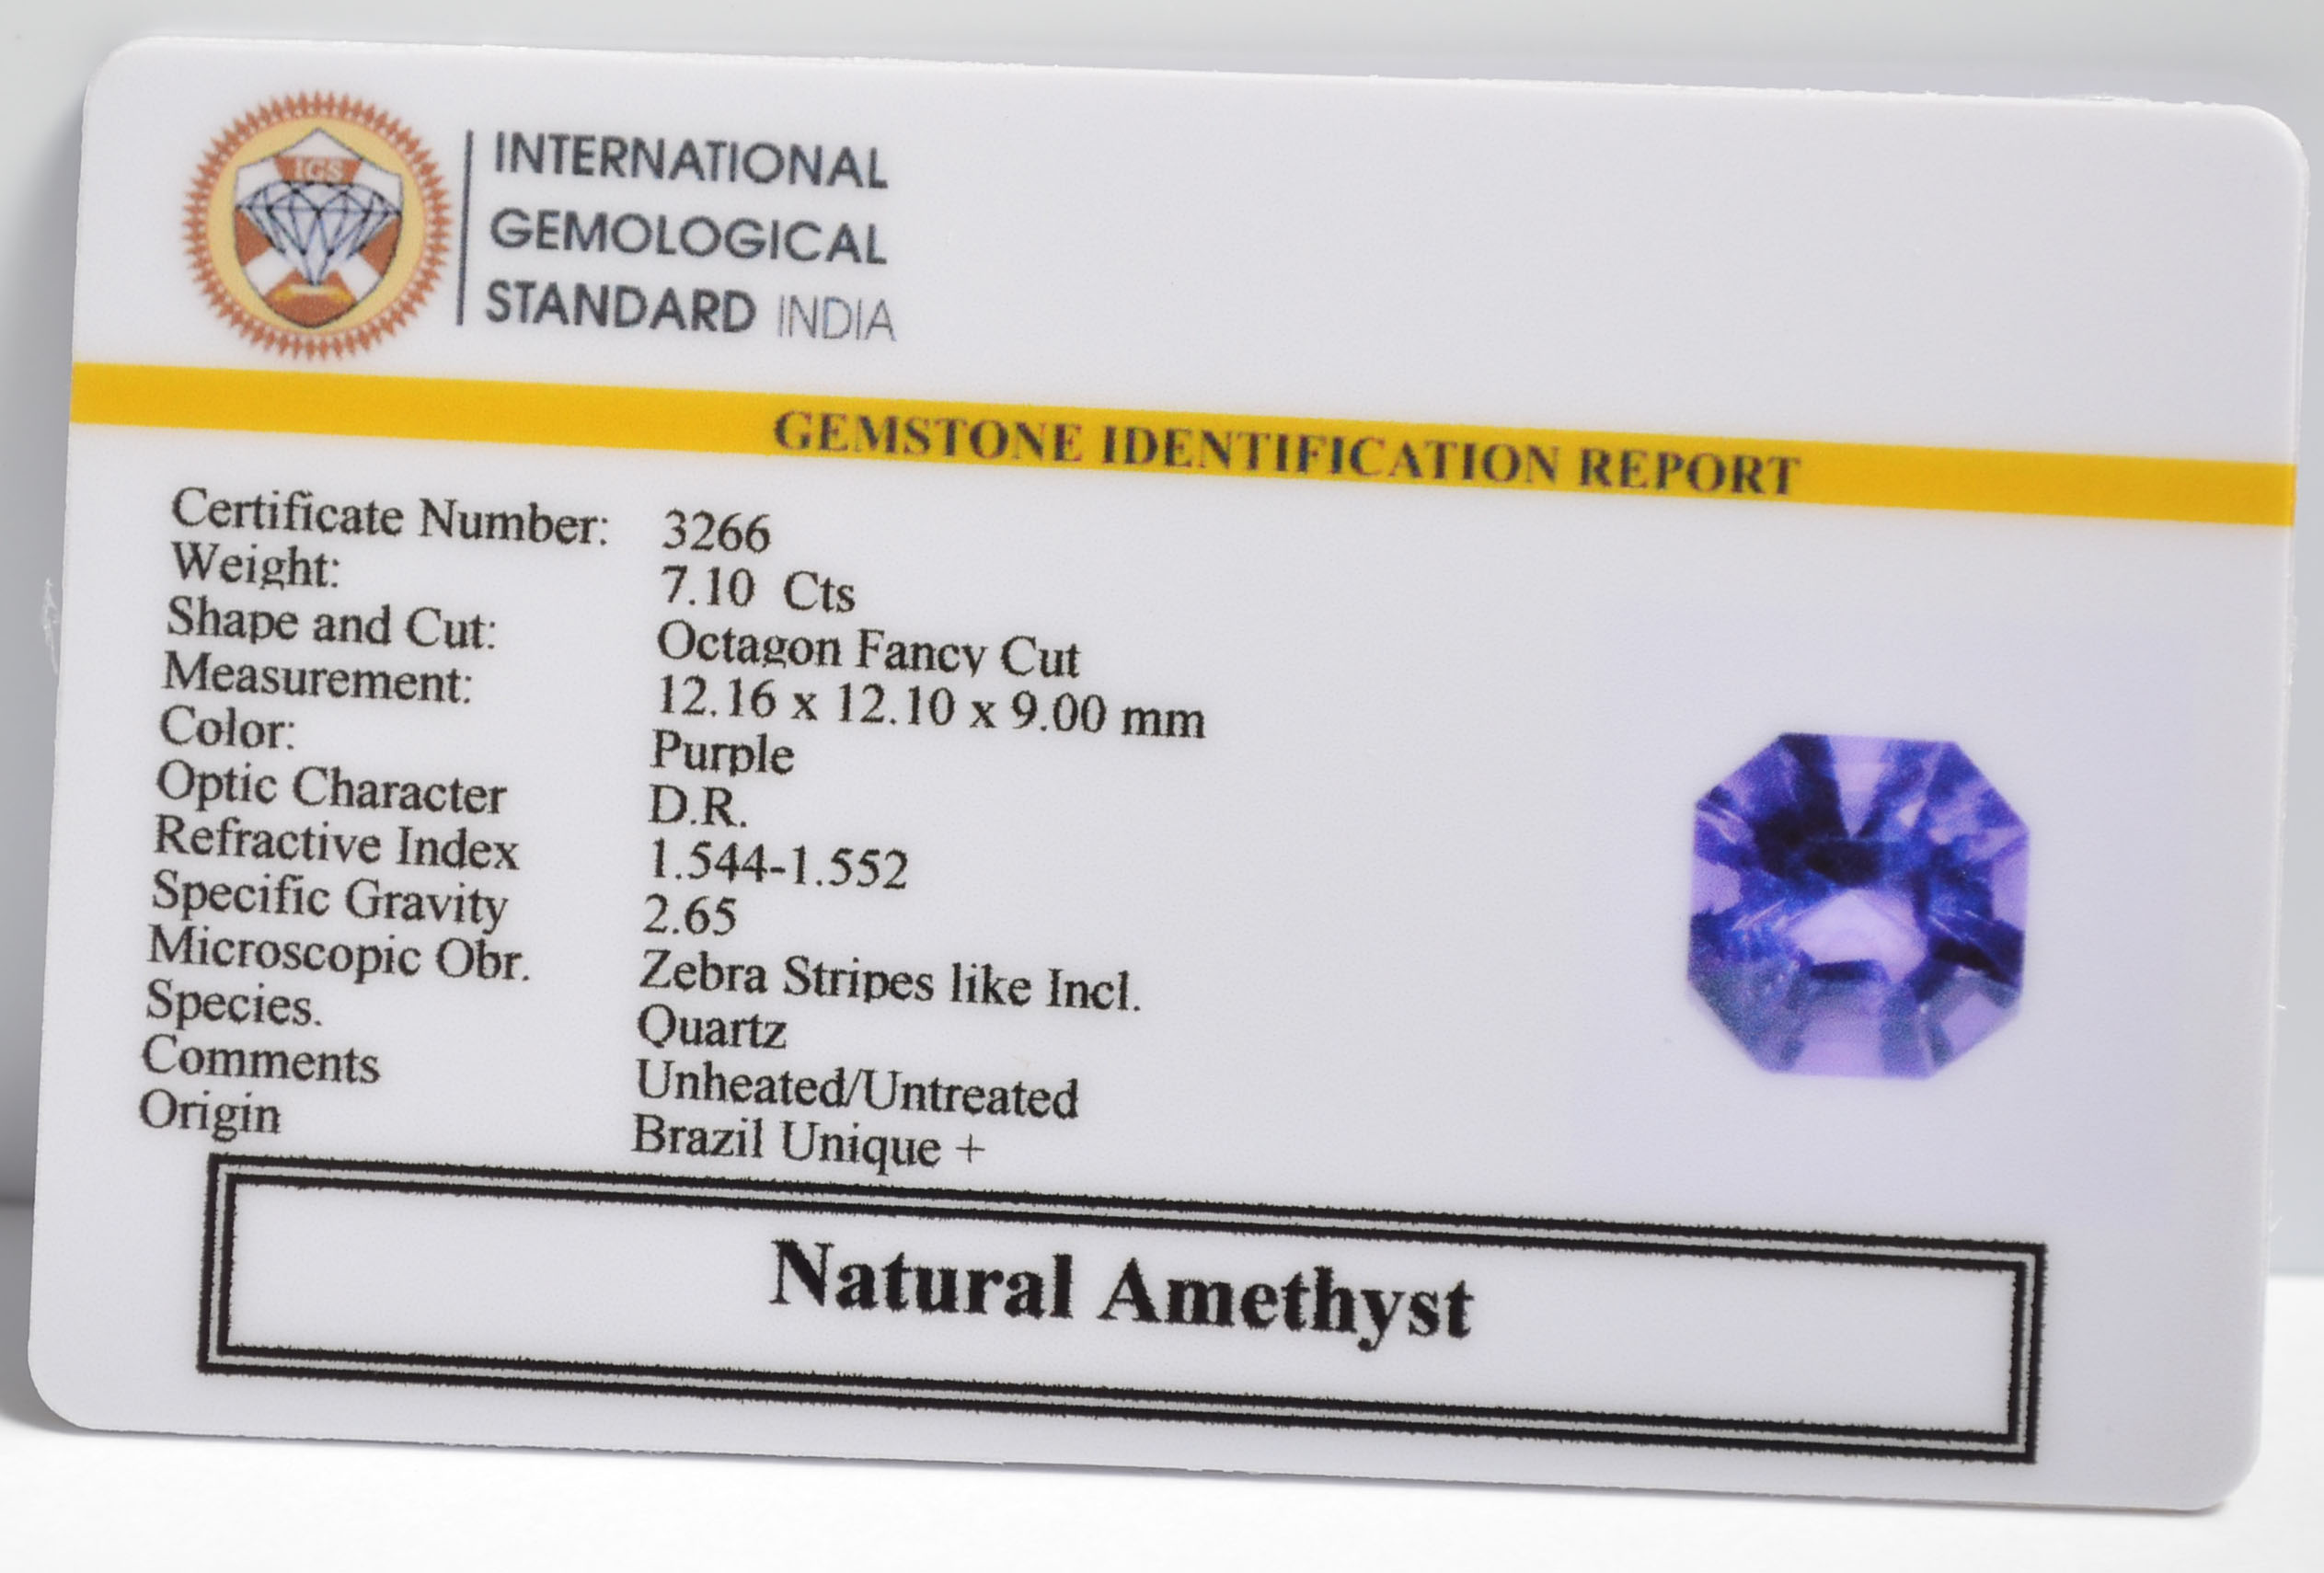 IGS
INTERNATIONAL
GEMOLOGICAL
STANDARD INDIA
GEMSTONE IDENTIFICATION REPORT
Certificate Number: 3266
Weight: 7.10 Cts
Shape and Cut: Octagon Fancy Cut
Measurement: 12.16 x 12.10 x 9.00 mm
Color: Purple
Optic Character D.R.
Refractive Index 1.544-1.552
Specific Gravity 2.65
Microscopic Obr. Zebra Stripes like Incl.
Species. Quartz
Comments Unheated/Untreated
Origin Brazil Unique +
Natural Amethyst